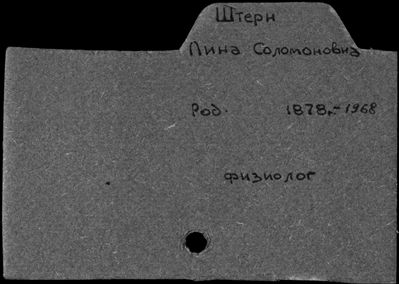 Штерн
Лина Соломоновна
Род. 1878г.-1968
физиолог